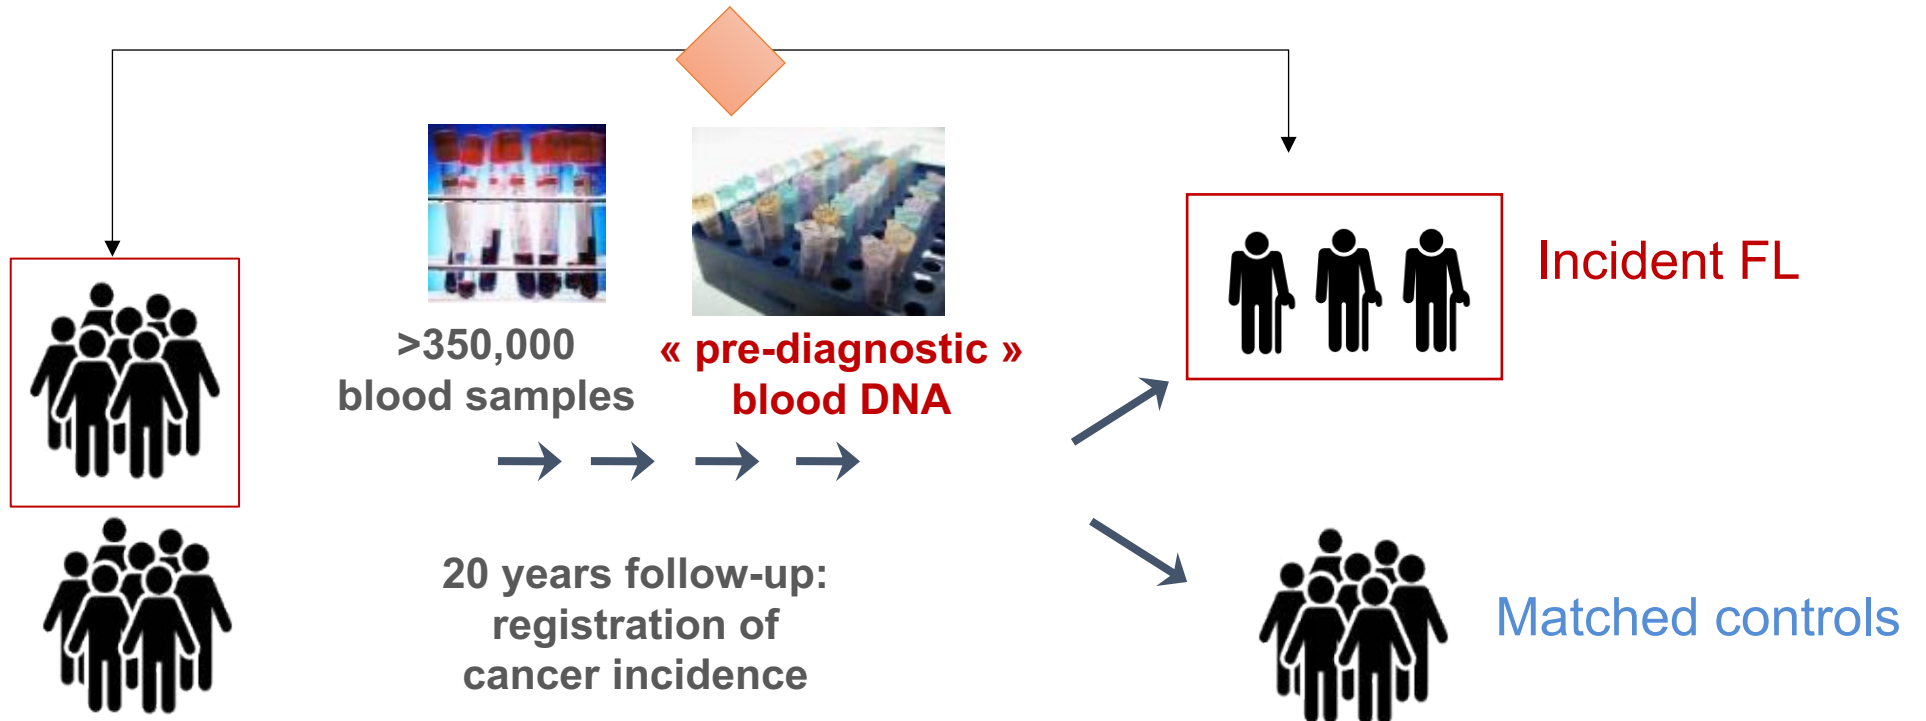 >350,000
blood samples
« pre-diagnostic »
blood DNA
20 years follow-up:
registration of
cancer incidence
Incident FL
Matched controls